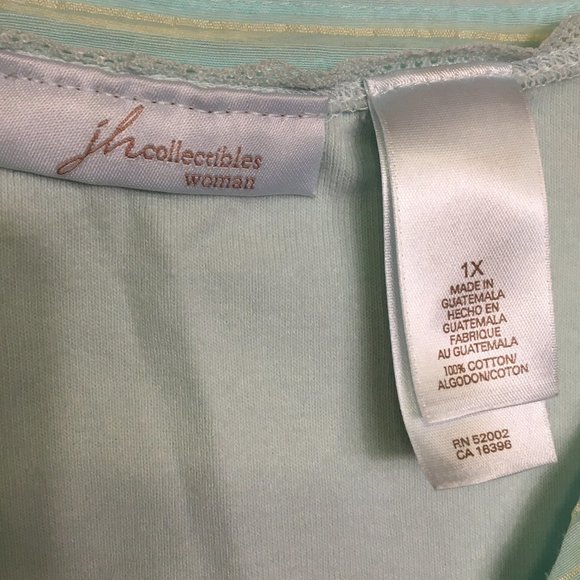 jh collectibles
woman
1X
MADE IN
GUATEMALA
HECHO EN
GUATEMALA
FABRIQUE
AU GUATEMALA
100% COTTON/
ALGODON/COTON
RN 52002
CA 16396